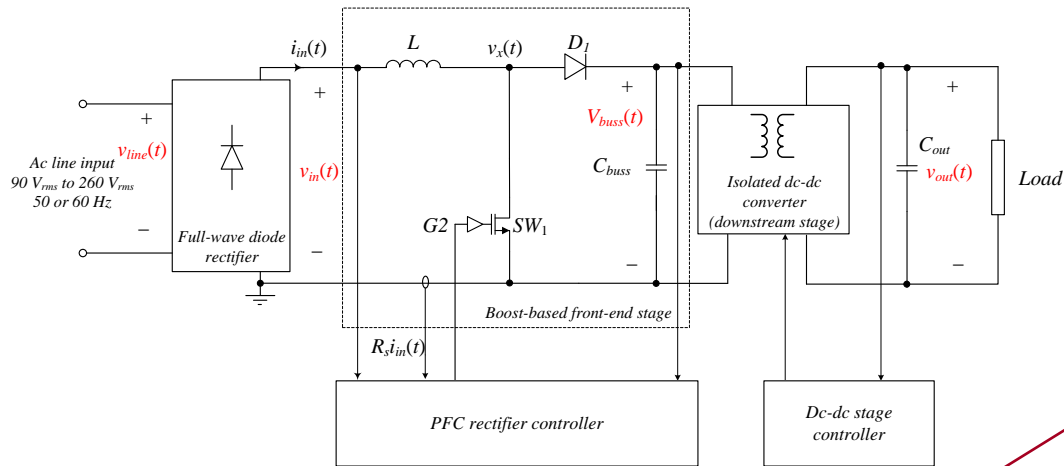 i_in(t)
L
v_x(t)
D_1
+
v_line(t)
−
Ac line input
90 V_rms to 260 V_rms
50 or 60 Hz
Full-wave diode
rectifier
+
v_in(t)
−
G2
SW_1
+
V_buss(t)
C_buss
−
Boost-based front-end stage
Isolated dc-dc
converter
(downstream stage)
C_out
+
v_out(t)
−
Load
R_s i_in(t)
PFC rectifier controller
Dc-dc stage
controller